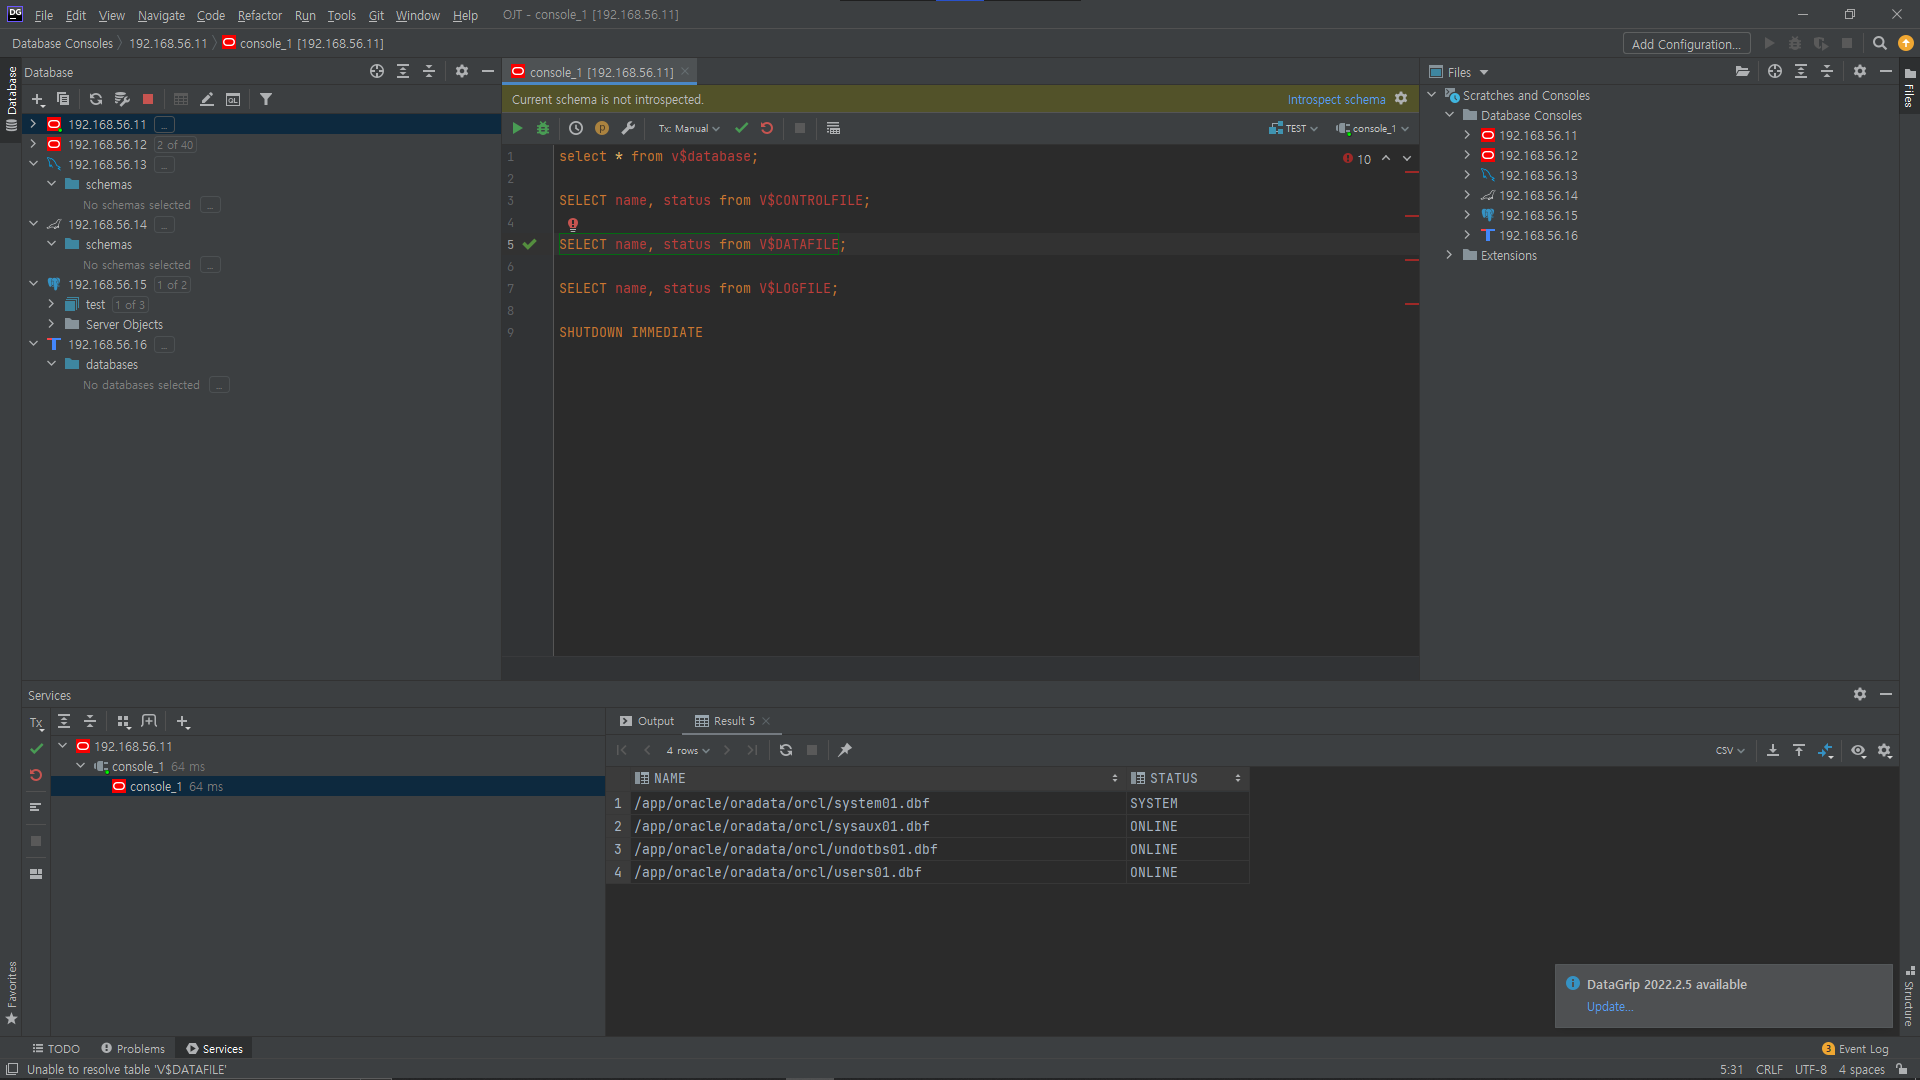 DG File Edit View Navigate Code Refactor Run Tools Git Window Help OJT - console_1 [192.168.56.11]
Database Consoles 192.168.56.11 console_1 [192.168.56.11] Add Configuration...
Database
Database
console_1 [192.168.56.11]
Files
Files
Current schema is not introspected. Introspect schema
192.168.56.11 ...
192.168.56.12 2 of 40
192.168.56.13 ...
schemas
No schemas selected ...
192.168.56.14 ...
schemas
No schemas selected ...
192.168.56.15 1 of 2
test 1 of 3
Server Objects
192.168.56.16 ...
databases
No databases selected ...
Tx: Manual TEST console_1
10
1 select * from v$database;
2
3 SELECT name, status from V$CONTROLFILE;
4
5 SELECT name, status from V$DATAFILE;
6
7 SELECT name, status from V$LOGFILE;
8
9 SHUTDOWN IMMEDIATE
Scratches and Consoles
Database Consoles
192.168.56.11
192.168.56.12
192.168.56.13
192.168.56.14
192.168.56.15
192.168.56.16
Extensions
Services
Tx
192.168.56.11
console_1 64 ms
console_1 64 ms
Output Result 5
4 rows CSV
NAME STATUS
1 /app/oracle/oradata/orcl/system01.dbf SYSTEM
2 /app/oracle/oradata/orcl/sysaux01.dbf ONLINE
3 /app/oracle/oradata/orcl/undotbs01.dbf ONLINE
4 /app/oracle/oradata/orcl/users01.dbf ONLINE
Favorites
Structure
DataGrip 2022.2.5 available
Update...
TODO Problems Services 3 Event Log
Unable to resolve table 'V$DATAFILE' 5:31 CRLF UTF-8 4 spaces